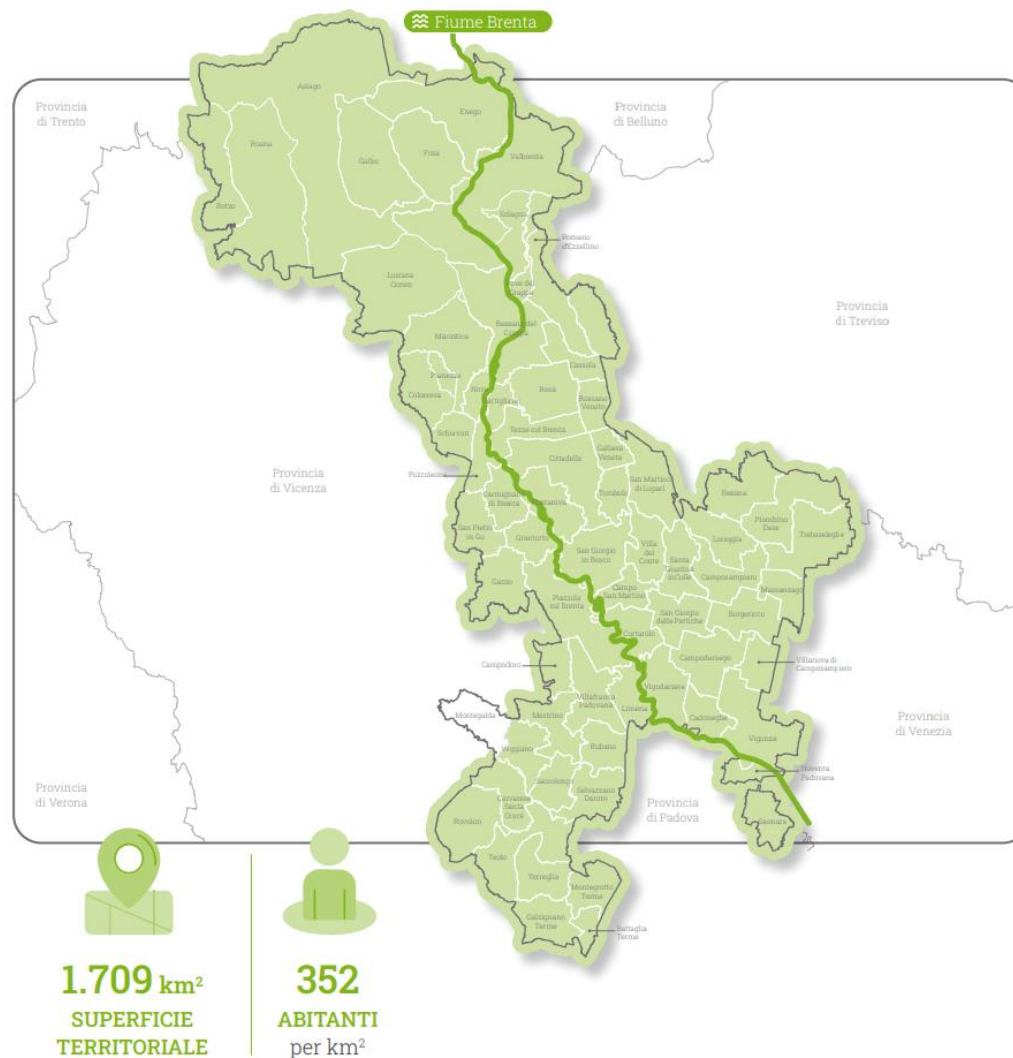 Fiume Brenta
Provincia
di Trento
Provincia
di Belluno
Asiago
Enego
Roana
Gallio
Foza
Valbrenta
Rotzo
Solagna
Romano
d'Ezzelino
Lusiana
Conco
Pove del
Grappa
Provincia
di Treviso
Bassano del
Grappa
Marostica
Cassola
Pianezze
Colceresa
Nove
Cartigliano
Rosà
Rossano
Veneto
Schiavon
Tezze sul Brenta
Cittadella
Galliera
Veneta
Pozzoleone
Provincia
di Vicenza
San Martino
di Lupari
Tombolo
Carmignano
di Brenta
Fontaniva
Resana
Piombino
Dese
Trebaseleghe
San Pietro
in Gu
Grantorto
San Giorgio
in Bosco
Villa
del
Conte
Santa
Giustina
in Colle
Loreggia
Camposampiero
Massanzago
Gazzo
Piazzola
sul Brenta
Campo
San Martino
San Giorgio
delle Pertiche
Borgoricco
Curtarolo
Campodoro
Campodarsego
Villanova di
Camposampiero
Villafranca
Padovana
Vigodarzere
Limena
Montegalda
Mestrino
Cadoneghe
Vigonza
Provincia
di Venezia
Veggiano
Rubano
Noventa
Padovana
Saccolongo
Selvazzano
Dentro
Provincia
di Verona
Cervarese
Santa
Croce
Rovolon
Provincia
di Padova
Saonara
Teolo
Torreglia
Montegrotto
Terme
Galzignano
Terme
Battaglia
Terme
1.709 km²
SUPERFICIE
TERRITORIALE
352
ABITANTI
per km²